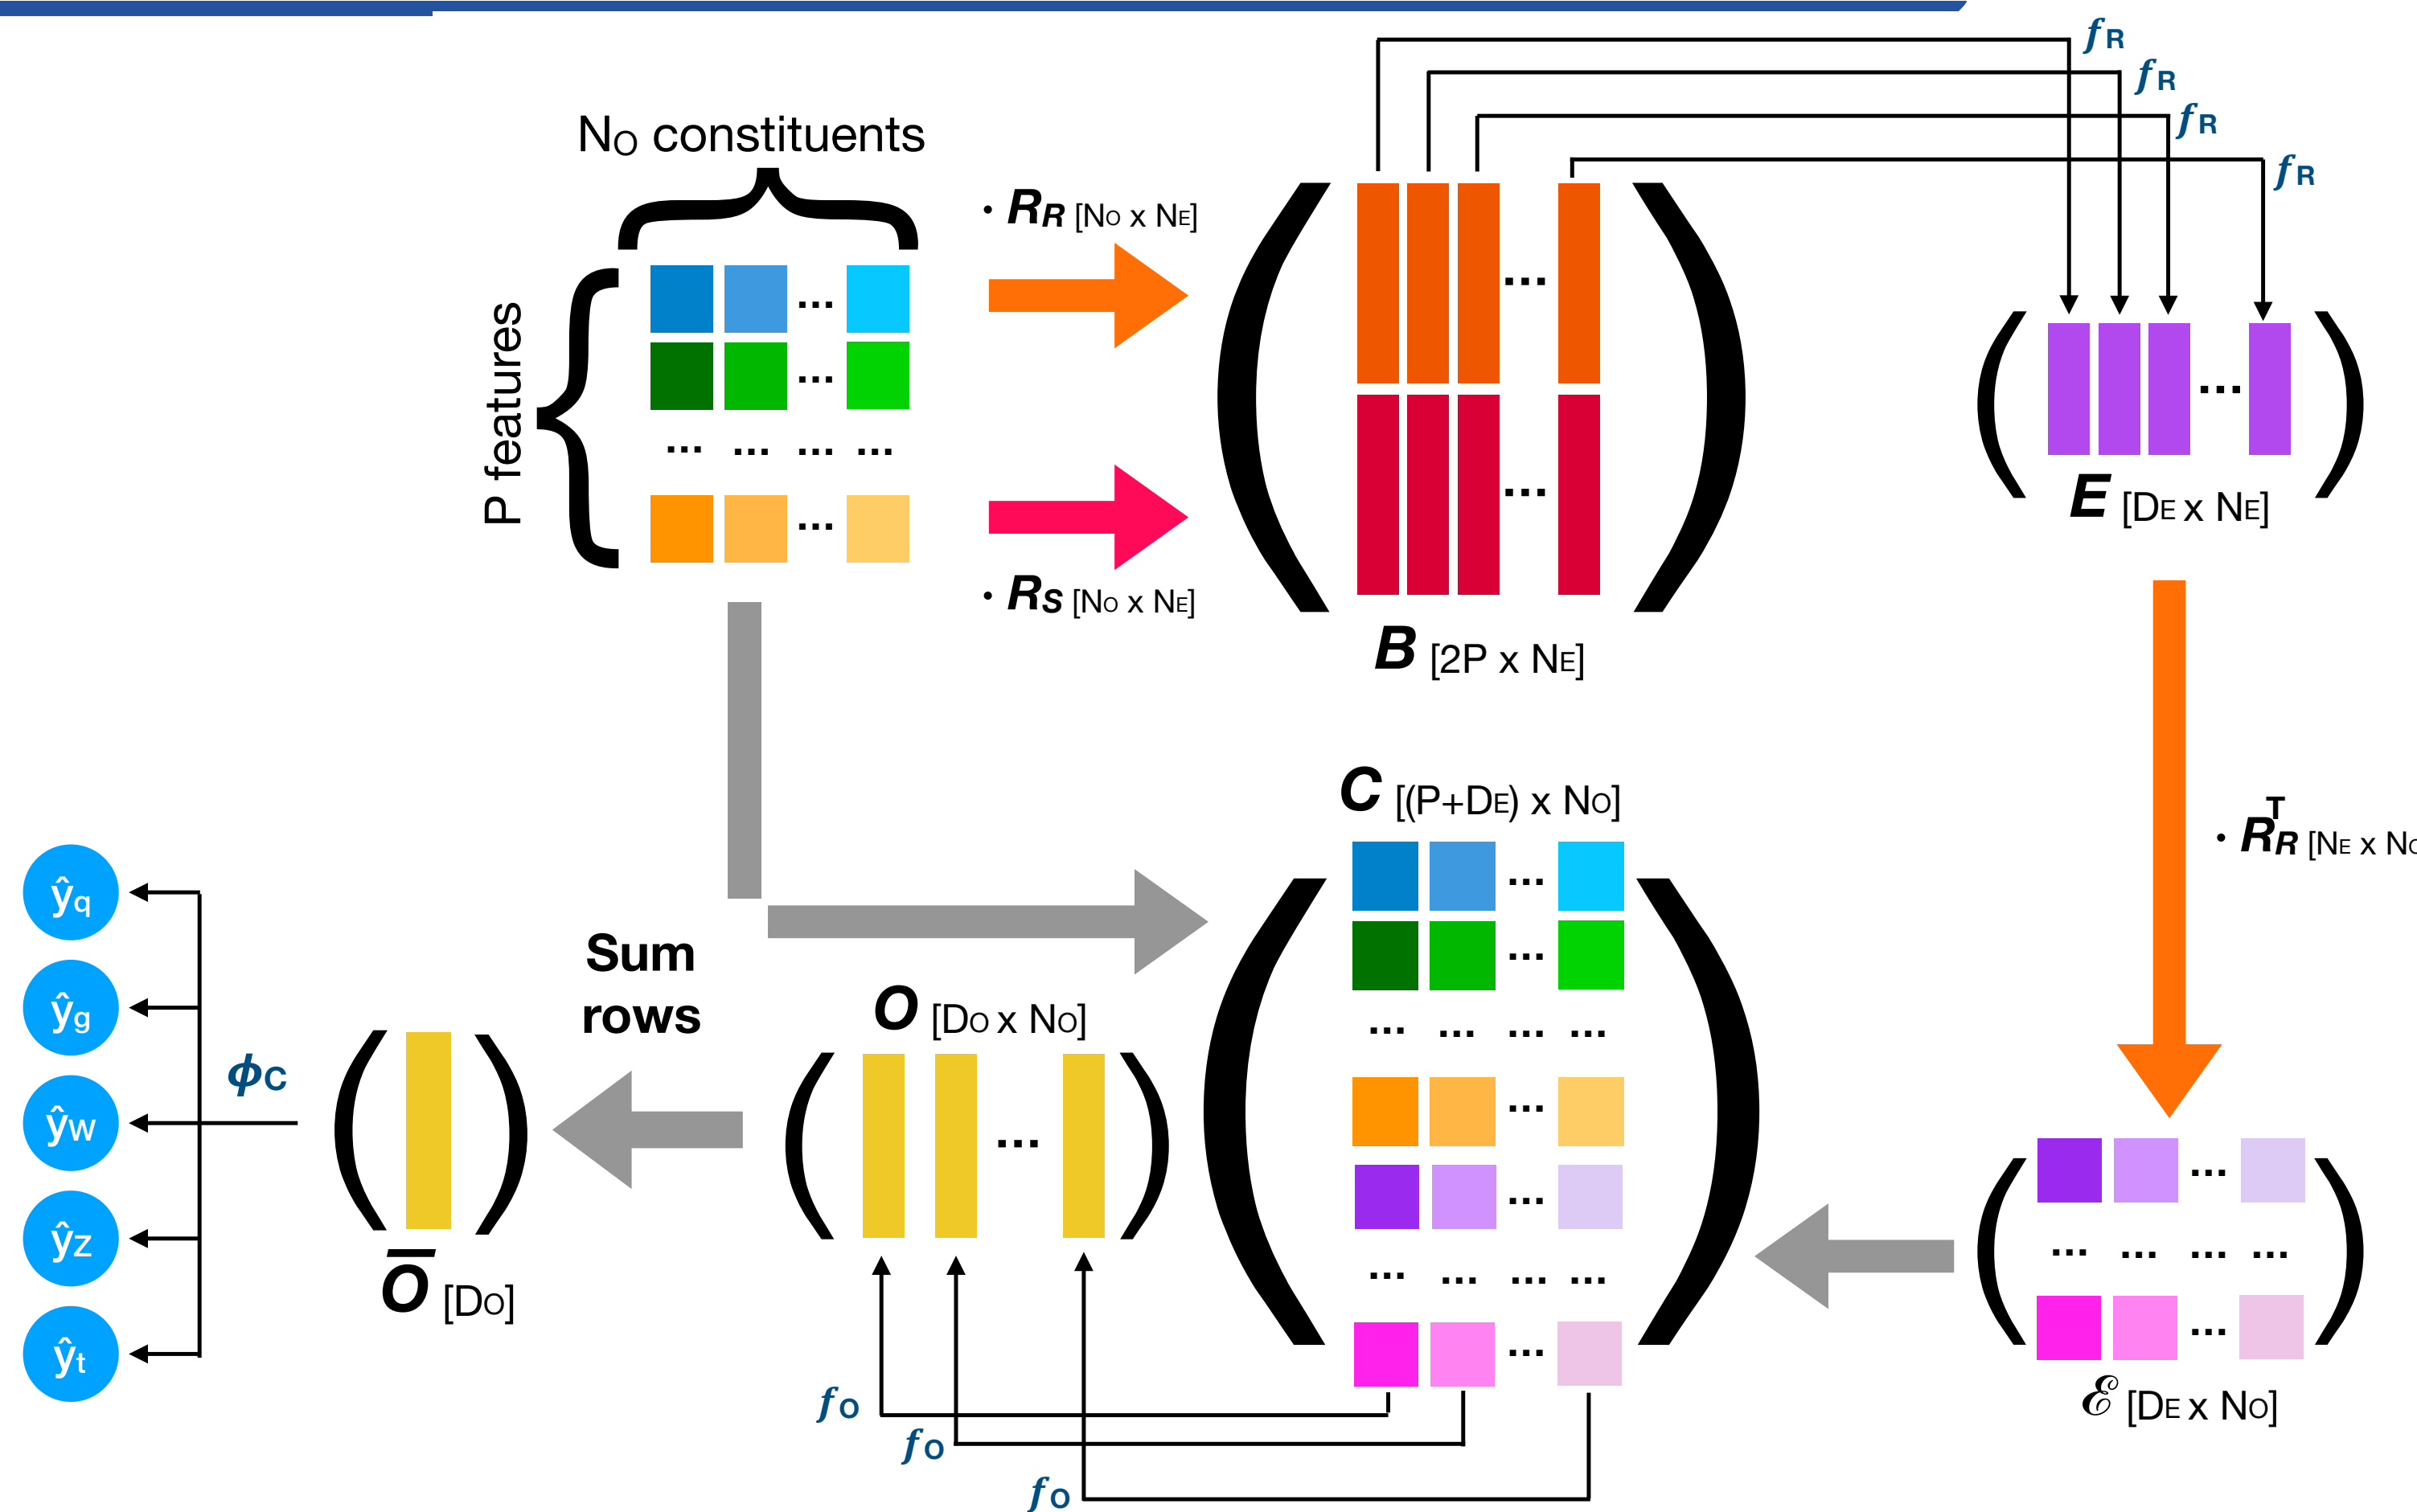 fR
fR
fR
fR
NO constituents
P features
· RR [NO x NE]
· RS [NO x NE]
...
B [2P x NE]
E [DE x NE]
C [(P+DE) x NO]
· RRT [NE x NO
Sum
rows
O [DO x NO]
ŷq
ŷg
ŷW
ŷZ
ŷt
ϕC
O̅ [DO]
fO
fO
fO
ℰ [DE x NO]